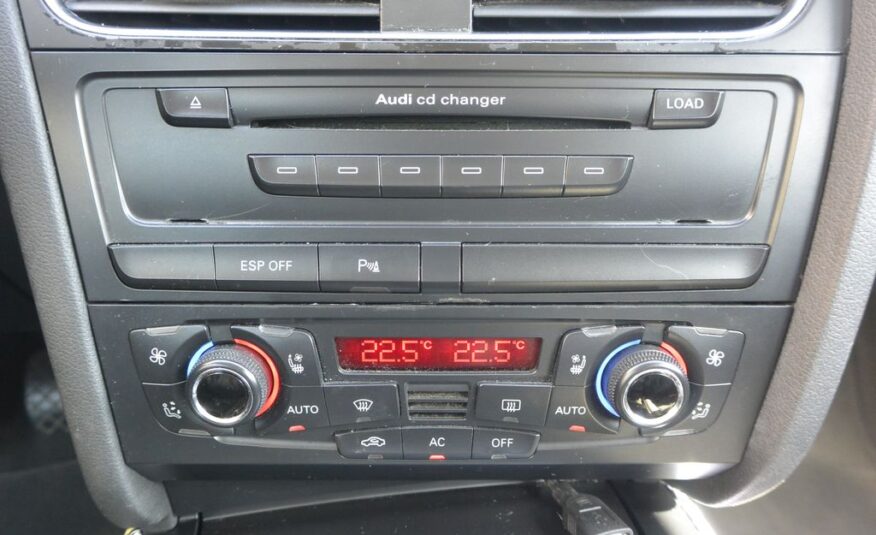 Audi cd changer
LOAD
ESP OFF
P
22.5°C 22.5°C
AUTO
AUTO
AC
OFF